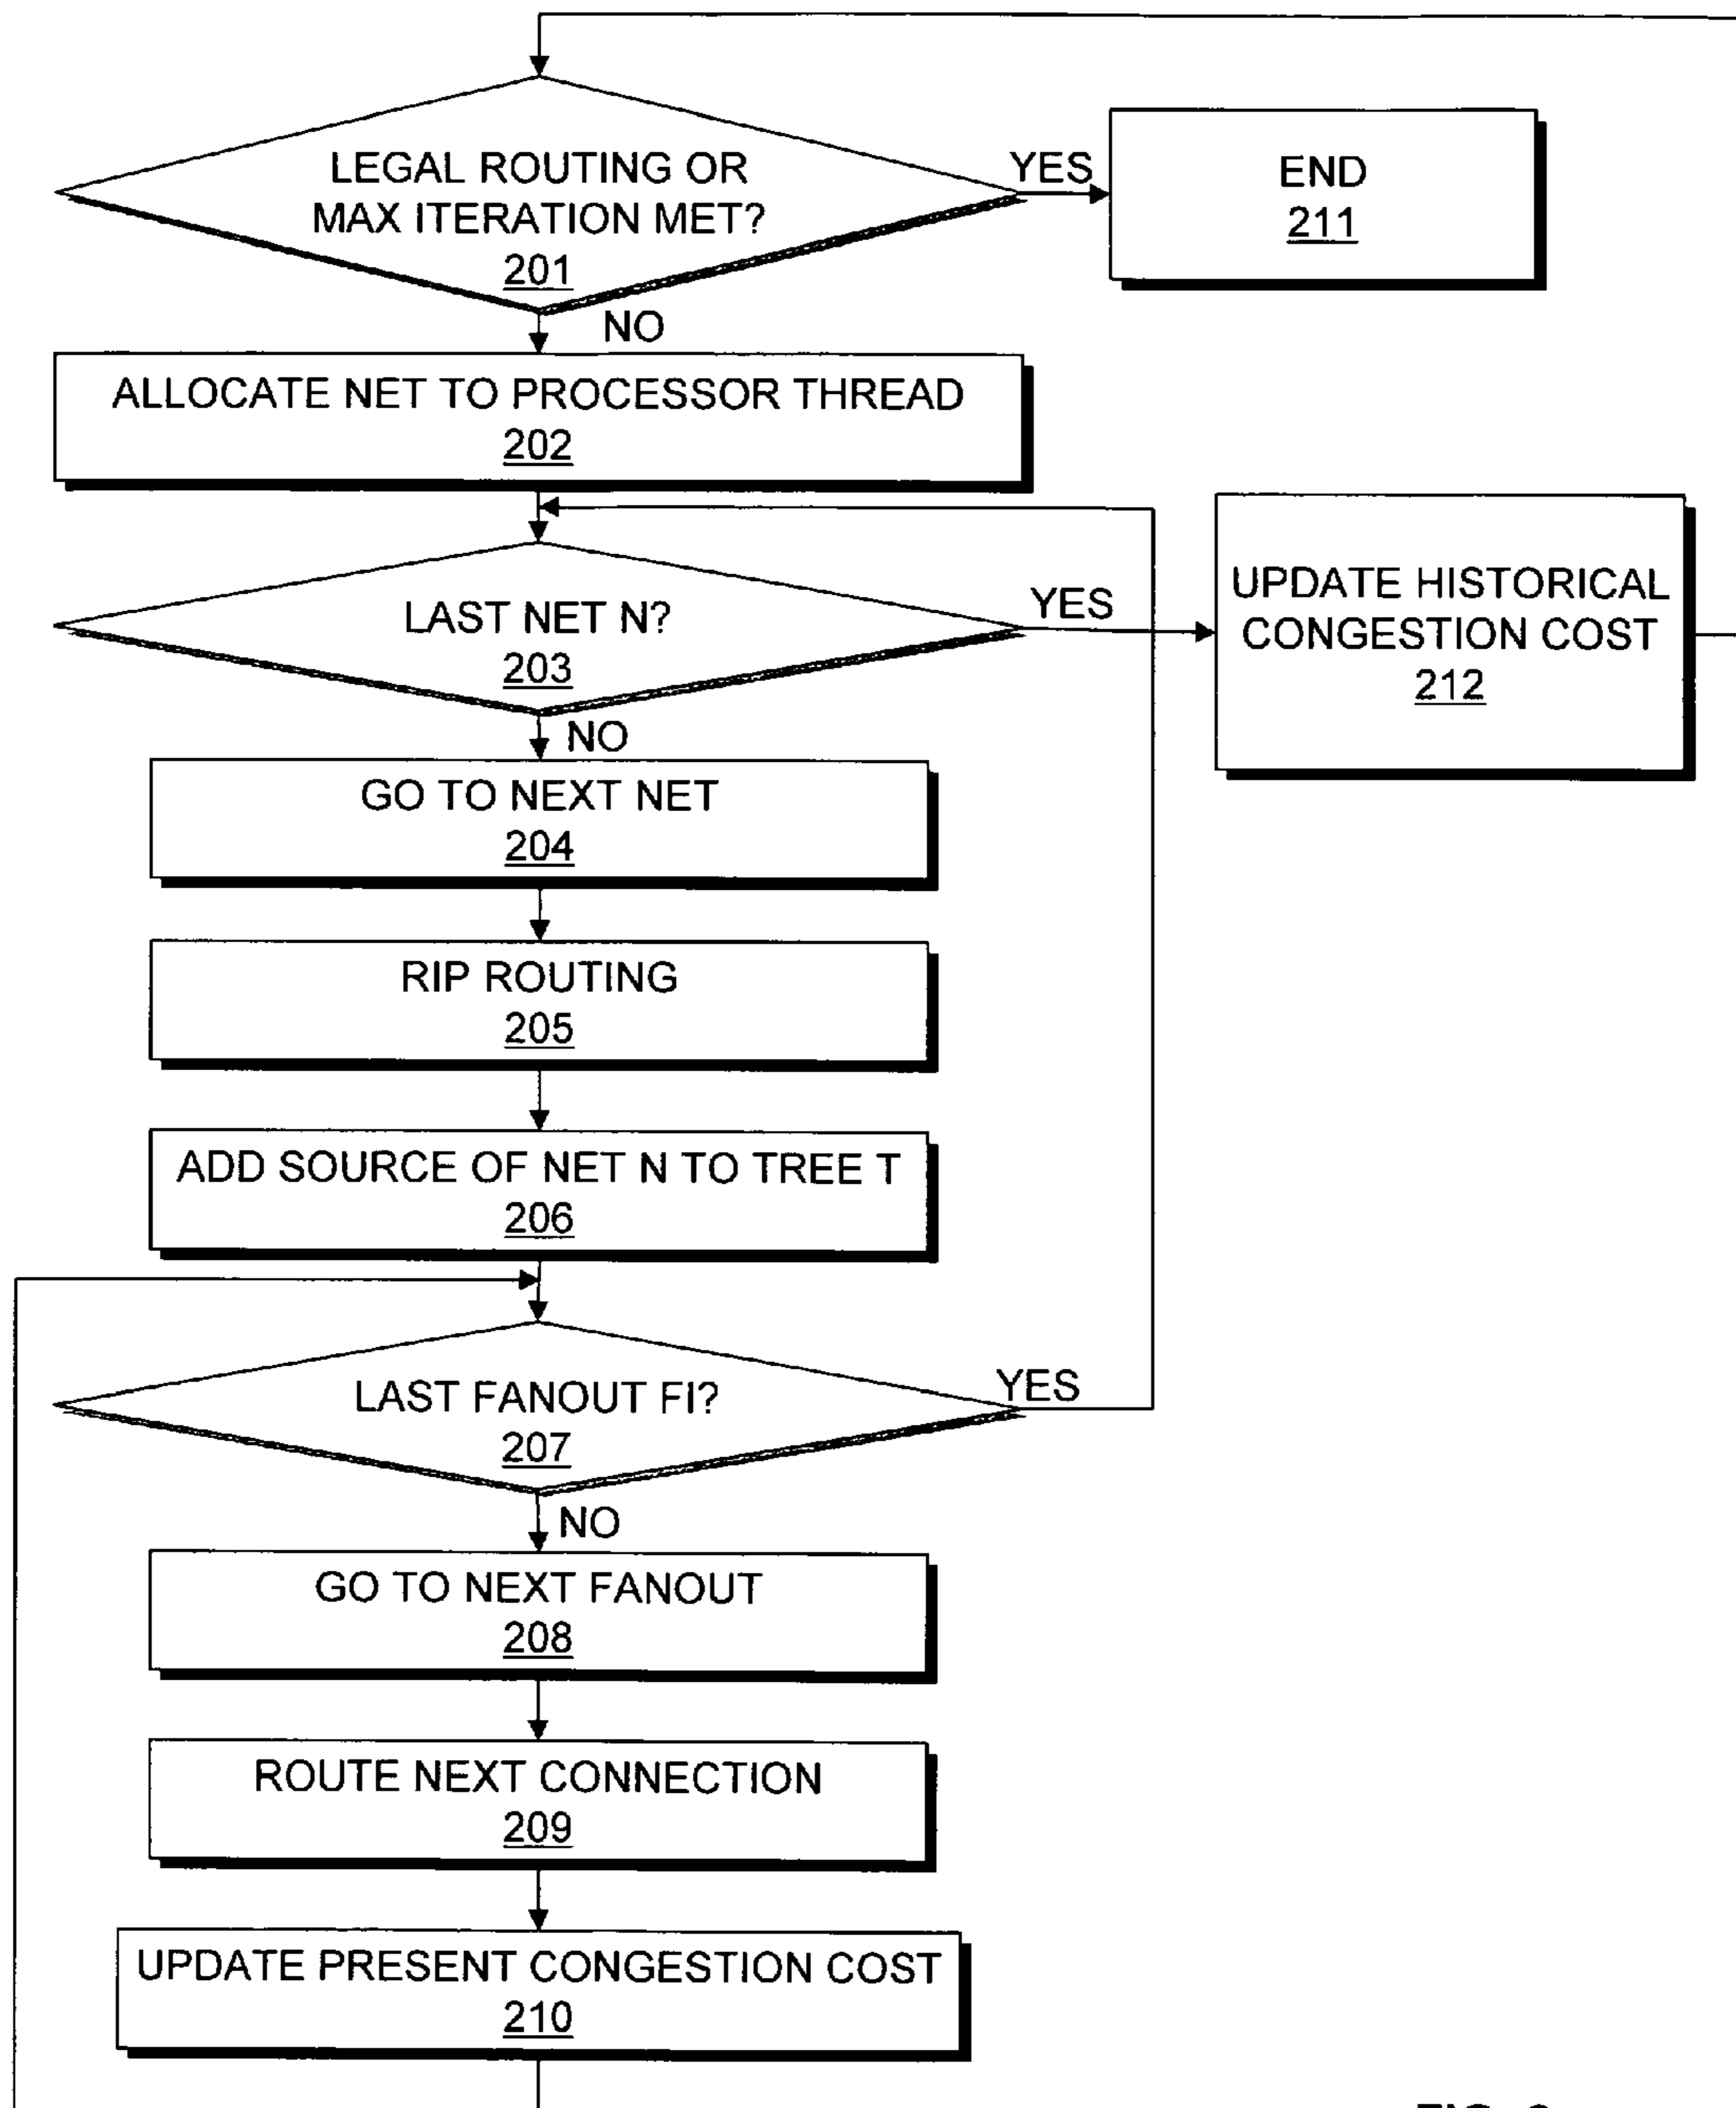 LEGAL ROUTING OR
MAX ITERATION MET?
201
YES
END
211
NO
ALLOCATE NET TO PROCESSOR THREAD
202
LAST NET N?
203
YES
UPDATE HISTORICAL
CONGESTION COST
212
NO
GO TO NEXT NET
204
RIP ROUTING
205
ADD SOURCE OF NET N TO TREE T
206
LAST FANOUT FI?
207
YES
NO
GO TO NEXT FANOUT
208
ROUTE NEXT CONNECTION
209
UPDATE PRESENT CONGESTION COST
210